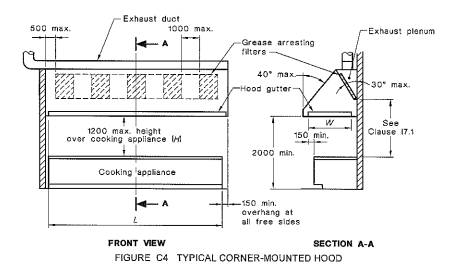 Exhaust duct
500 max.
A
1000 max.
Grease arresting
filters
Exhaust plenum
40° max.
30° max.
Hood gutter
1200 max. height
over cooking appliance (H)
W
See
Clause I7.1
150 min.
2000 min.
Cooking appliance
A
150 min.
overhang at
all free sides
L
FRONT VIEW
SECTION A-A
FIGURE C4 TYPICAL CORNER-MOUNTED HOOD